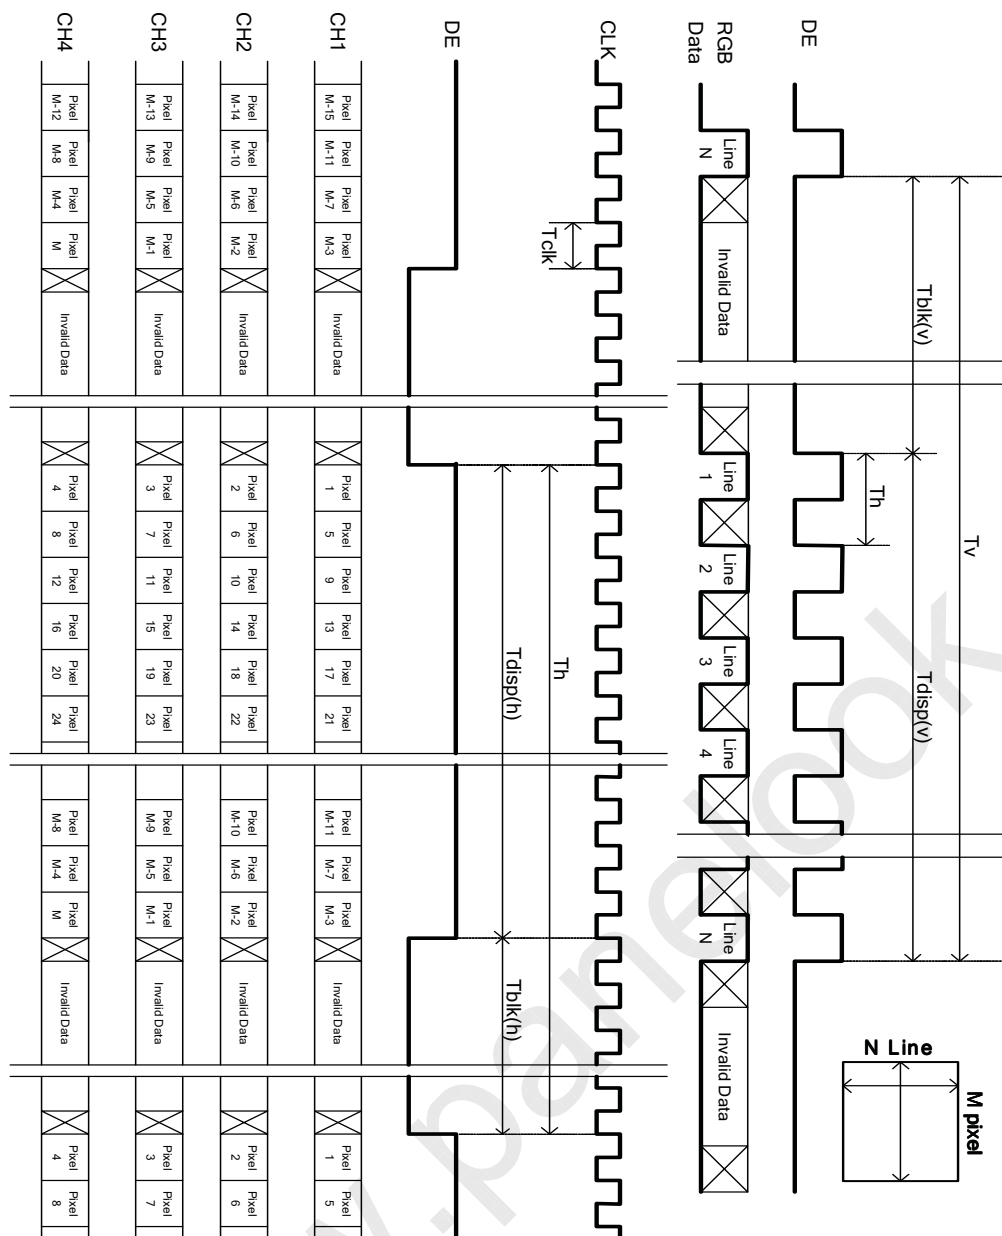 Tv
Tblk(v) Tdisp(v)
Th
M pixel
N Line
DE
RGB Line Line Line Line Line Line
Data N Invalid Data 1 2 3 4 N Invalid Data
CLK
Tclk
Th
Tdisp(h) Tblk(h)
DE
CH1
Pixel Pixel Pixel Pixel Pixel Pixel Pixel Pixel Pixel Pixel Pixel Pixel Pixel Pixel Pixel
M-15 M-11 M-7 M-3 Invalid Data 1 5 9 13 17 21 M-11 M-7 M-3 Invalid Data 1 5
CH2
Pixel Pixel Pixel Pixel Pixel Pixel Pixel Pixel Pixel Pixel Pixel Pixel Pixel Pixel Pixel
M-14 M-10 M-6 M-2 Invalid Data 2 6 10 14 18 22 M-10 M-6 M-2 Invalid Data 2 6
CH3
Pixel Pixel Pixel Pixel Pixel Pixel Pixel Pixel Pixel Pixel Pixel Pixel Pixel Pixel Pixel
M-13 M-9 M-5 M-1 Invalid Data 3 7 11 15 19 23 M-9 M-5 M-1 Invalid Data 3 7
CH4
Pixel Pixel Pixel Pixel Pixel Pixel Pixel Pixel Pixel Pixel Pixel Pixel Pixel Pixel Pixel
M-12 M-8 M-4 M Invalid Data 4 8 12 16 20 24 M-8 M-4 M Invalid Data 4 8
w.panelook